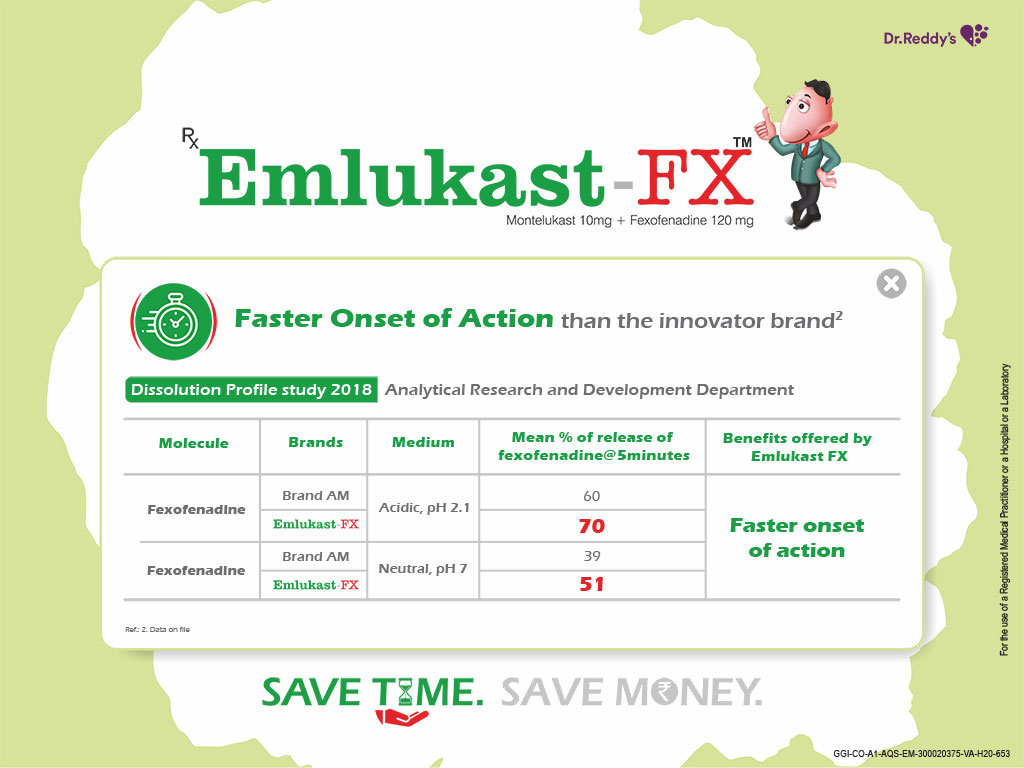 Dr.Reddy's
Rx
Emlukast-FX™
Montelukast 10mg + Fexofenadine 120 mg
Faster Onset of Action than the innovator brand2
Dissolution Profile study 2018 Analytical Research and Development Department
Molecule Brands Medium Mean % of release of fexofenadine@5minutes Benefits offered by Emlukast FX
Fexofenadine Brand AM Acidic, pH 2.1 60
Emlukast-FX 70
Faster onset
of action
Fexofenadine Brand AM Neutral, pH 7 39
Emlukast-FX 51
Ref.: 2. Data on file
SAVE TIME. SAVE MONEY.
For the use of a Registered Medical Practitioner or a Hospital or a Laboratory
GGI-CO-A1-AQS-EM-300020375-VA-H20-653